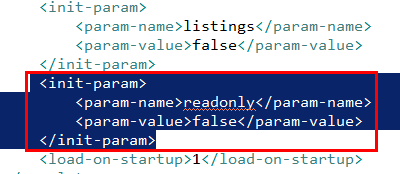 <init-param>
<param-name>listings</param-name>
<param-value>false</param-value>
</init-param>
<init-param>
<param-name>readonly</param-name>
<param-value>false</param-value>
</init-param>
<load-on-startup>1</load-on-startup>